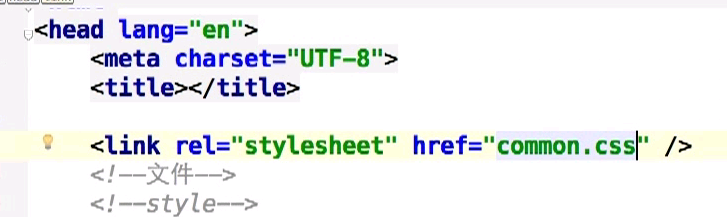 <head lang="en">
<meta charset="UTF-8">
<title></title>
<link rel="stylesheet" href="common.css" />
<!--文件-->
<!--style-->